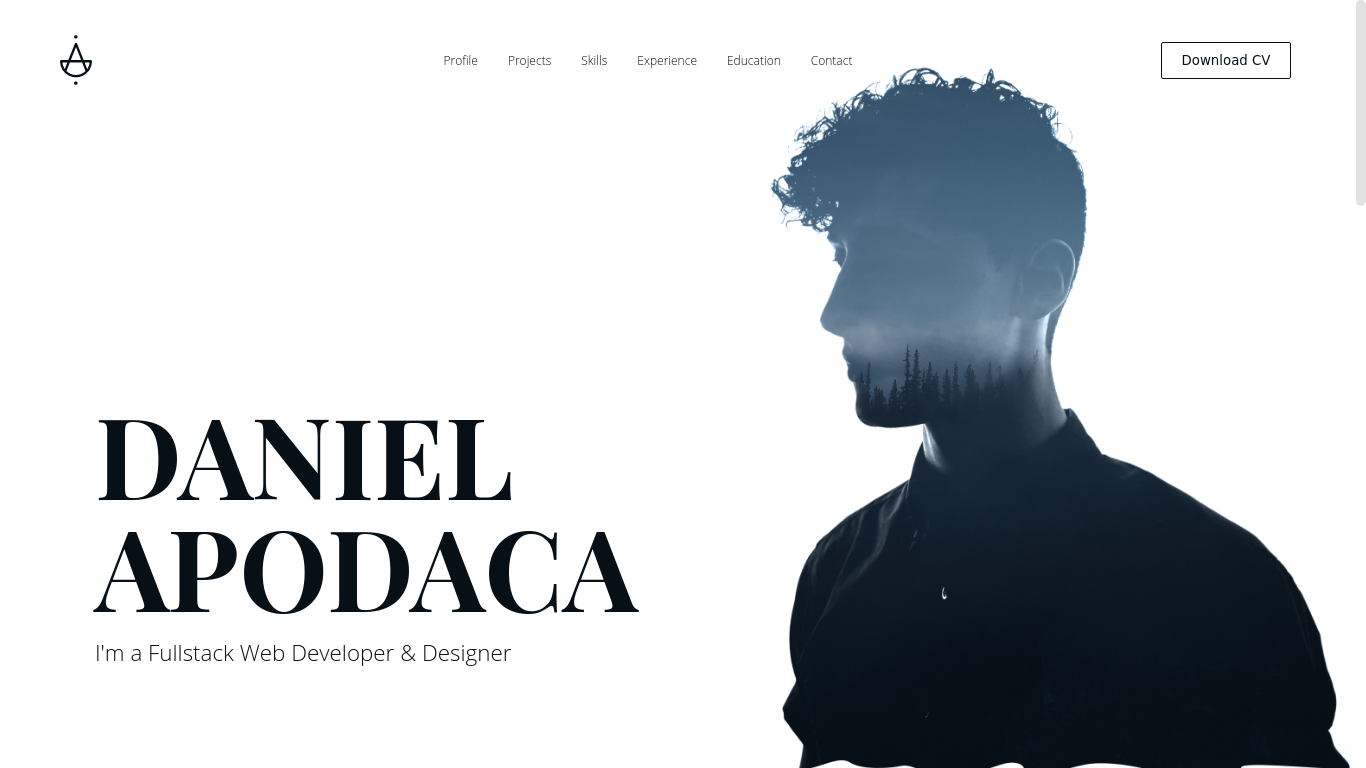 Profile Projects Skills Experience Education Contact Download CV
DANIEL
APODACA
I'm a Fullstack Web Developer & Designer